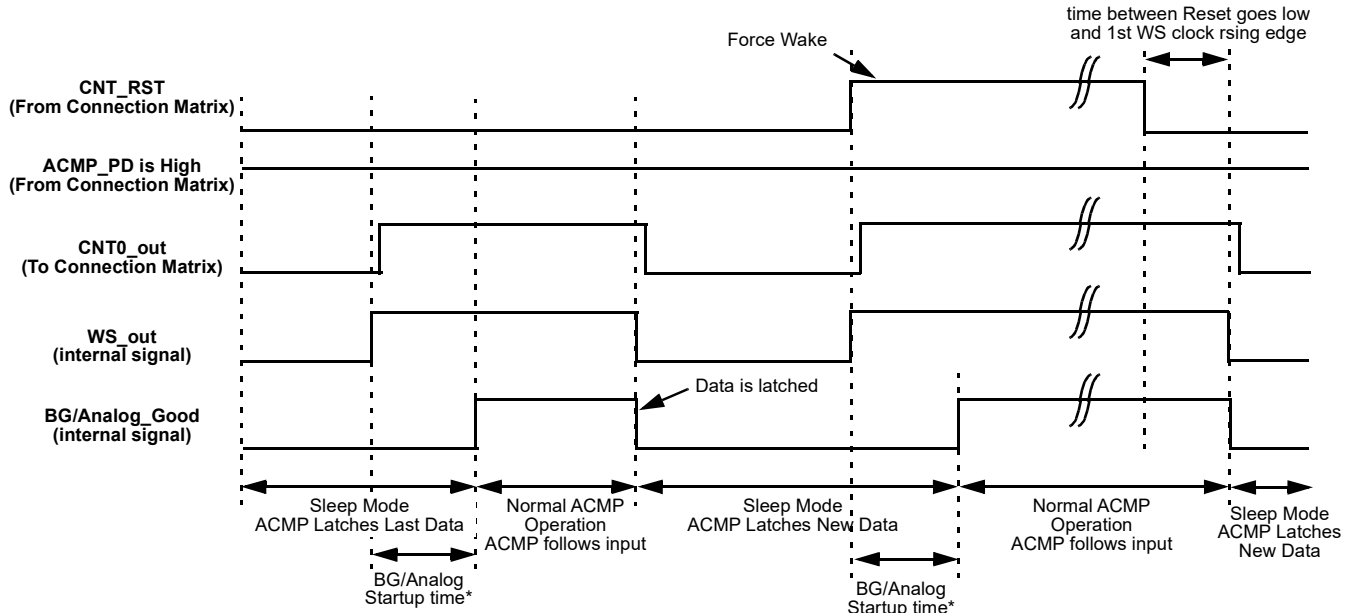 time between Reset goes low
and 1st WS clock rsing edge
Force Wake
CNT_RST
(From Connection Matrix)
ACMP_PD is High
(From Connection Matrix)
CNT0_out
(To Connection Matrix)
WS_out
(internal signal)
Data is latched
BG/Analog_Good
(internal signal)
Sleep Mode
ACMP Latches Last Data
Normal ACMP
Operation
ACMP follows input
Sleep Mode
ACMP Latches New Data
Normal ACMP
Operation
ACMP follows input
Sleep Mode
ACMP Latches
New Data
BG/Analog
Startup time*
BG/Analog
Startup time*